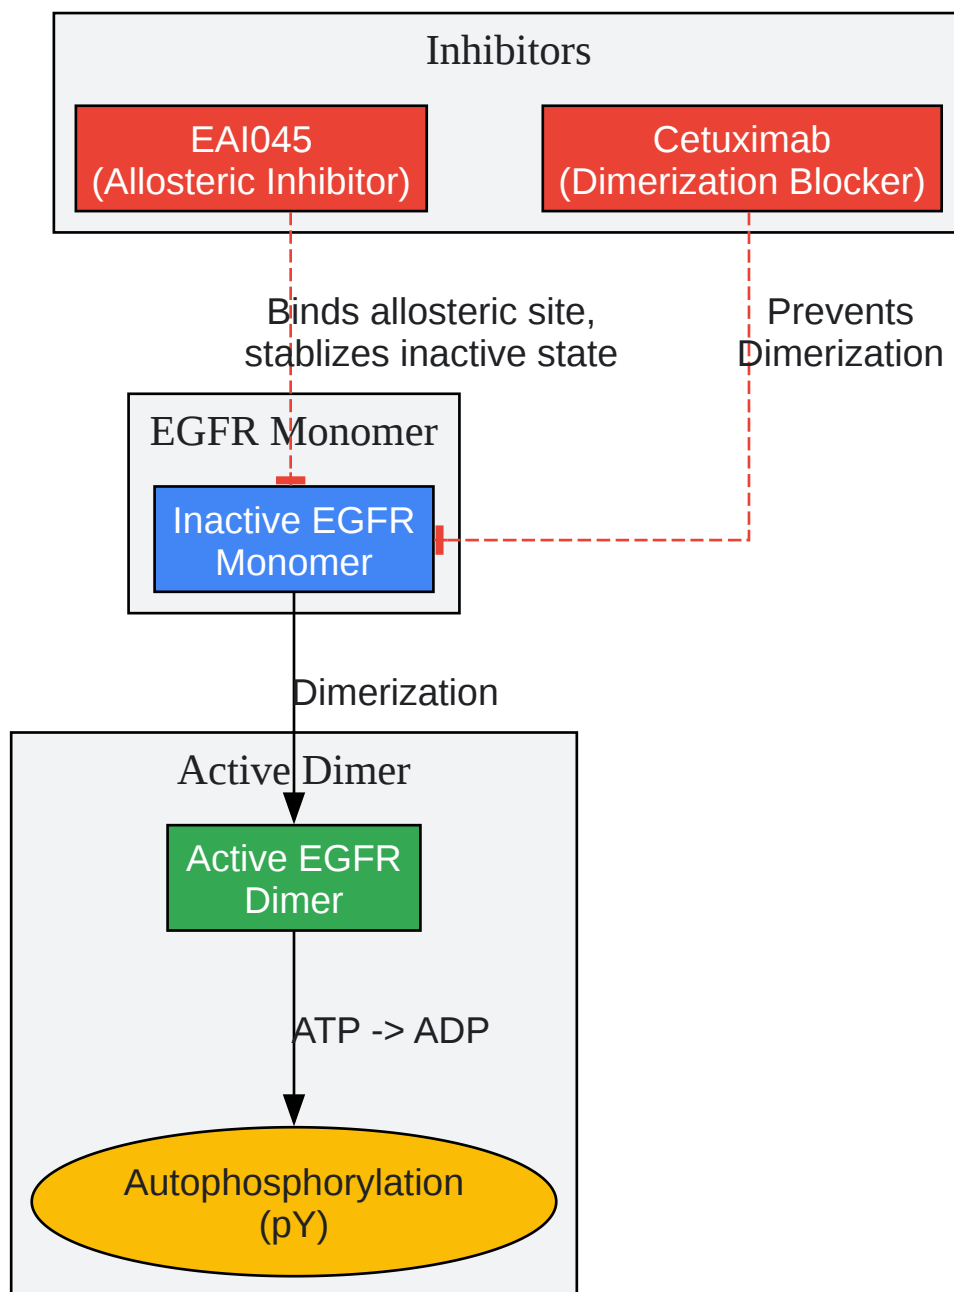 Inhibitors
EAI045
(Allosteric Inhibitor)
Cetuximab
(Dimerization Blocker)
Binds allosteric site,
stablizes inactive state
Prevents
Dimerization
EGFR Monomer
Inactive EGFR
Monomer
Dimerization
Active Dimer
Active EGFR
Dimer
ATP -> ADP
Autophosphorylation
(pY)